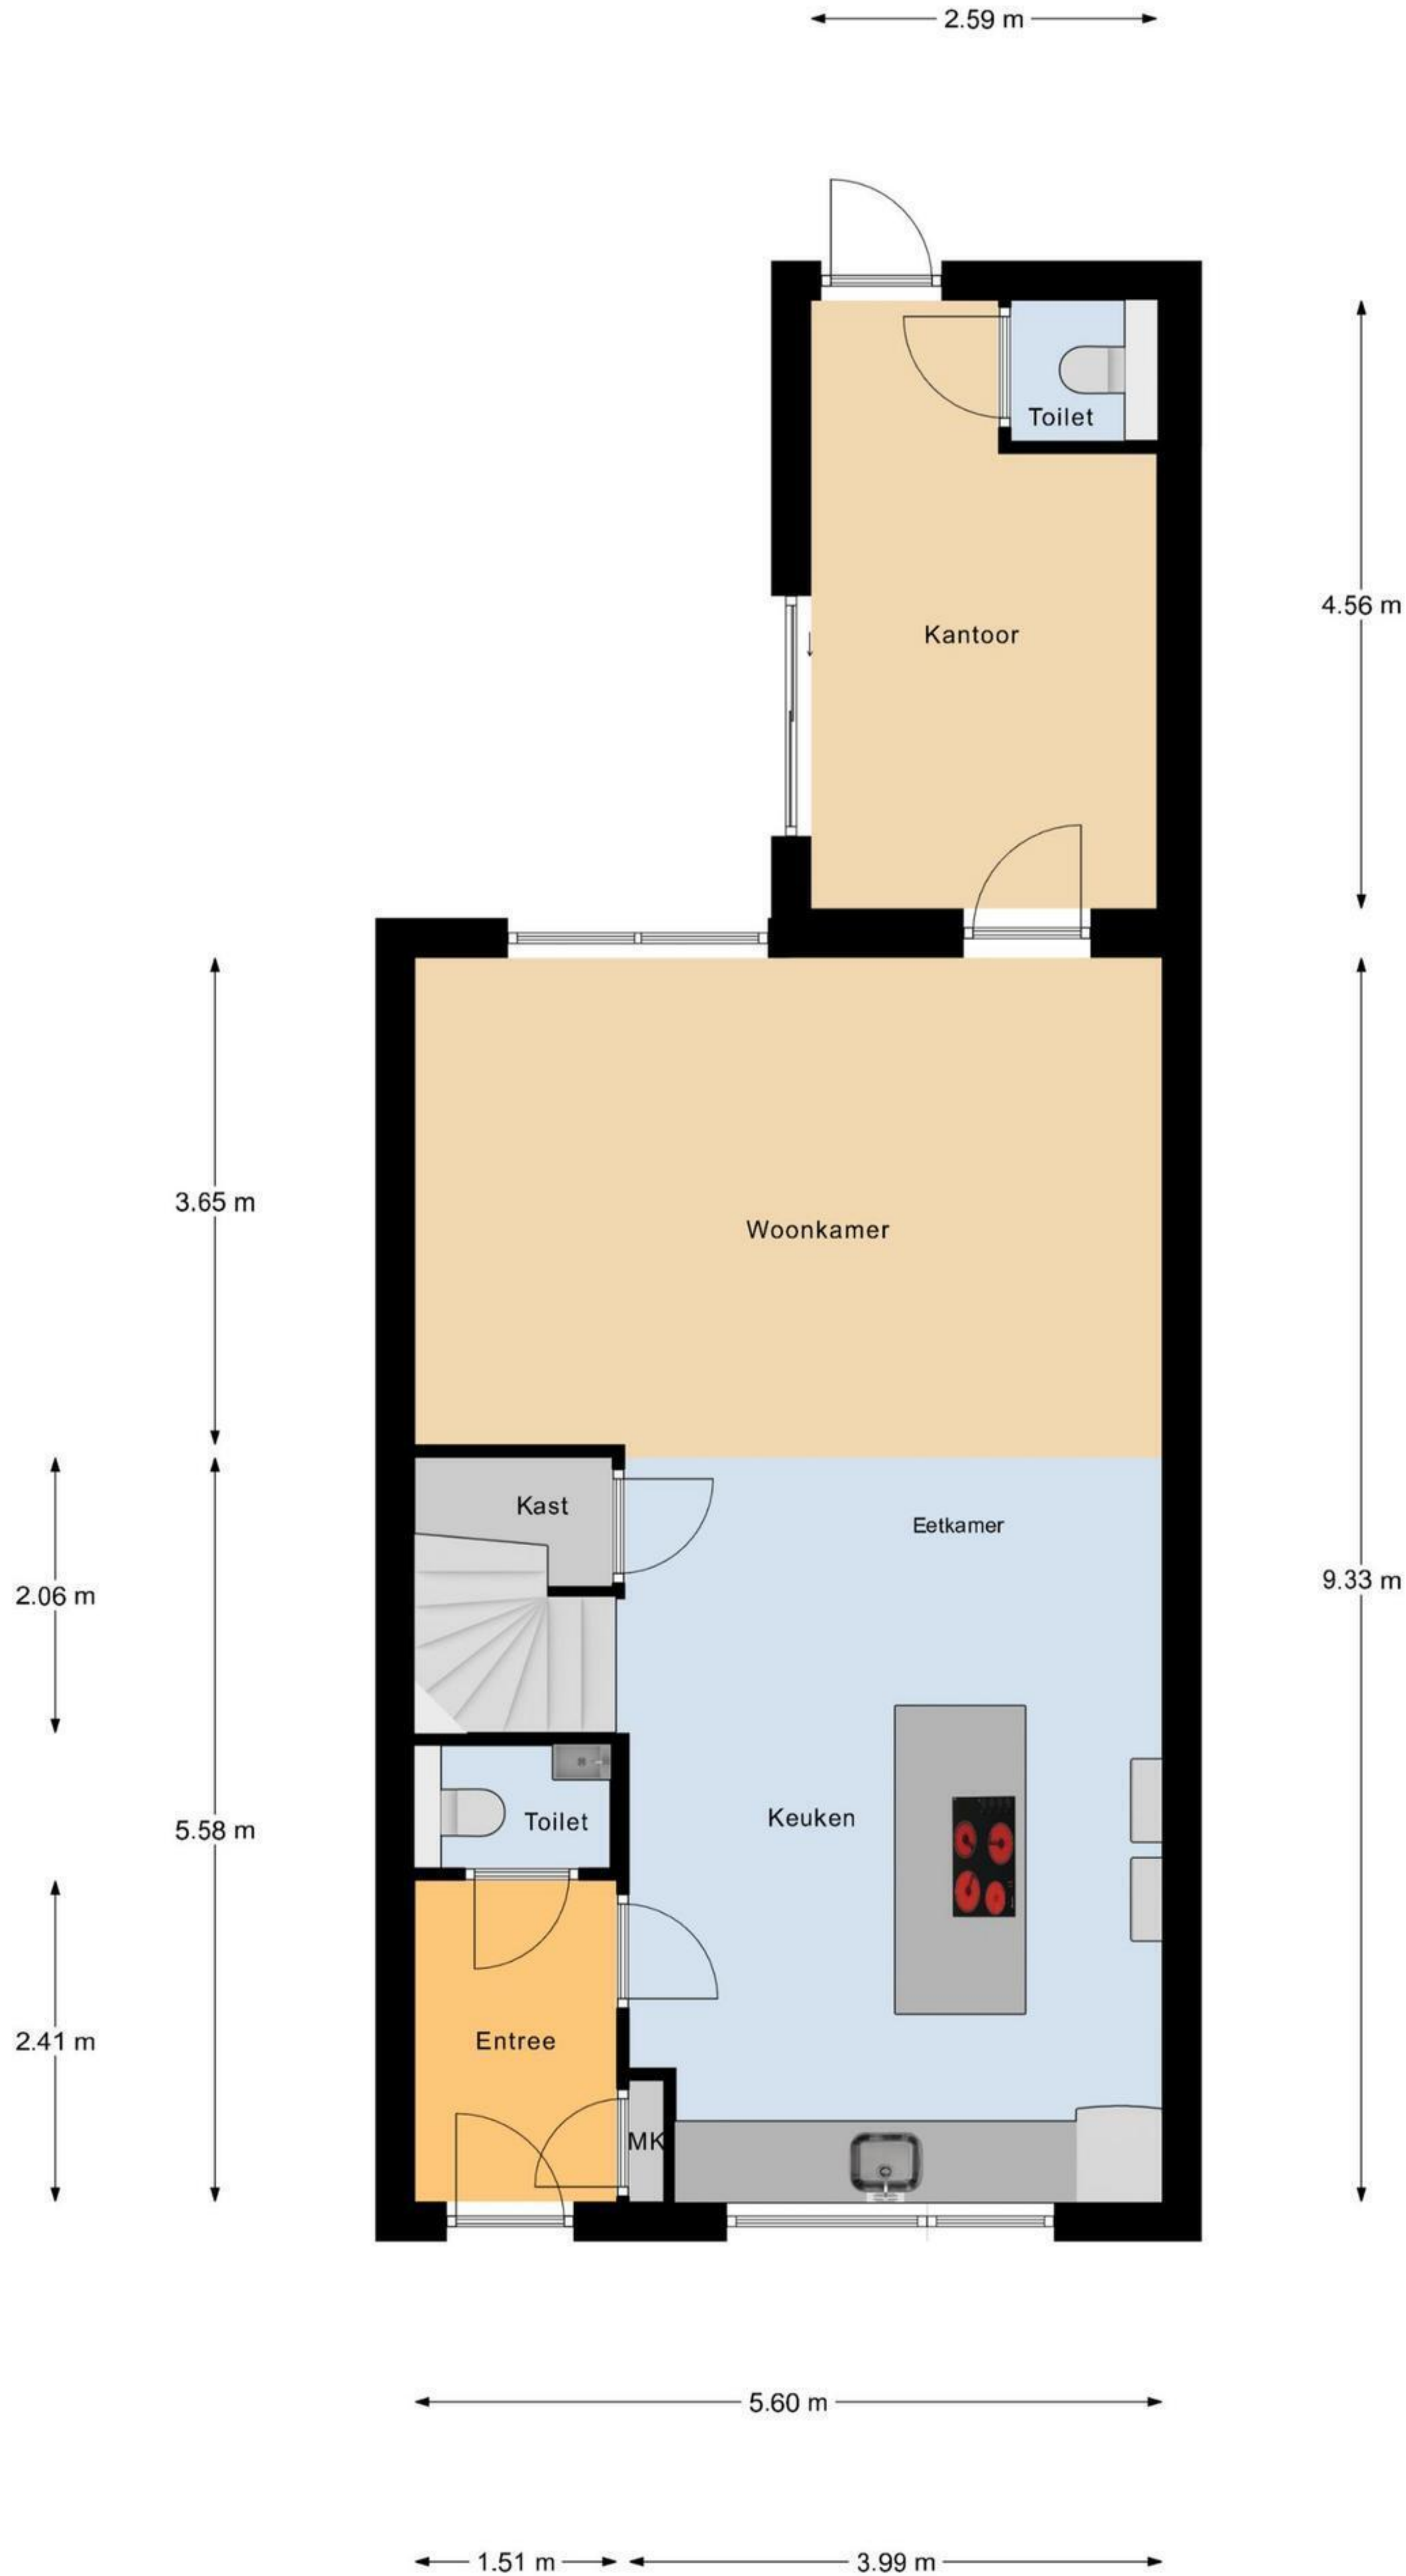 2.59 m
Toilet
4.56 m
Kantoor
3.65 m
Woonkamer
Kast
Eetkamer
9.33 m
2.06 m
Keuken
Toilet
5.58 m
Entree
2.41 m
MK
5.60 m
1.51 m
3.99 m